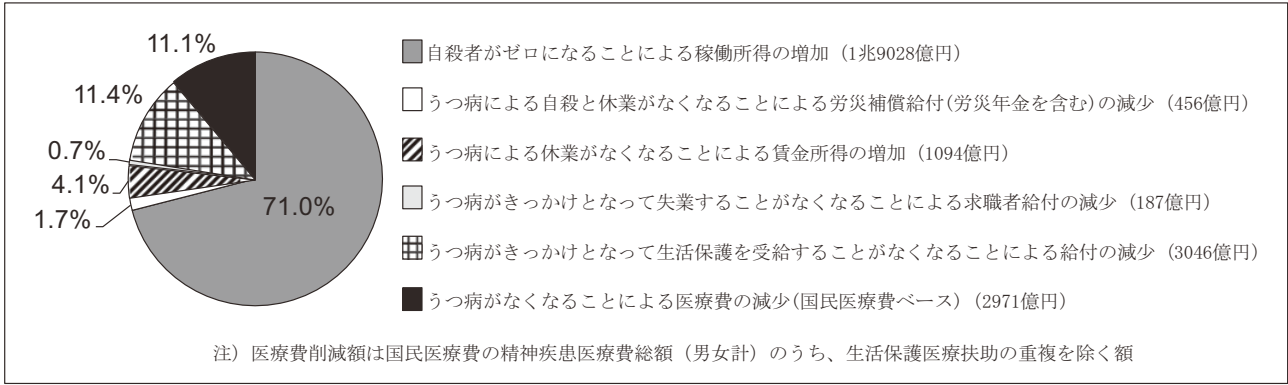 11.1%
11.4%
0.7%
4.1%
1.7%
71.0%
自殺者がゼロになることによる稼働所得の増加（1兆9028億円）
うつ病による自殺と休業がなくなることによる労災補償給付(労災年金を含む)の減少（456億円）
うつ病による休業がなくなることによる賃金所得の増加（1094億円）
うつ病がきっかけとなって失業することがなくなることによる求職者給付の減少（187億円）
うつ病がきっかけとなって生活保護を受給することがなくなることによる給付の減少（3046億円）
うつ病がなくなることによる医療費の減少(国民医療費ベース)（2971億円）
注）医療費削減額は国民医療費の精神疾患医療費総額（男女計）のうち、生活保護医療扶助の重複を除く額